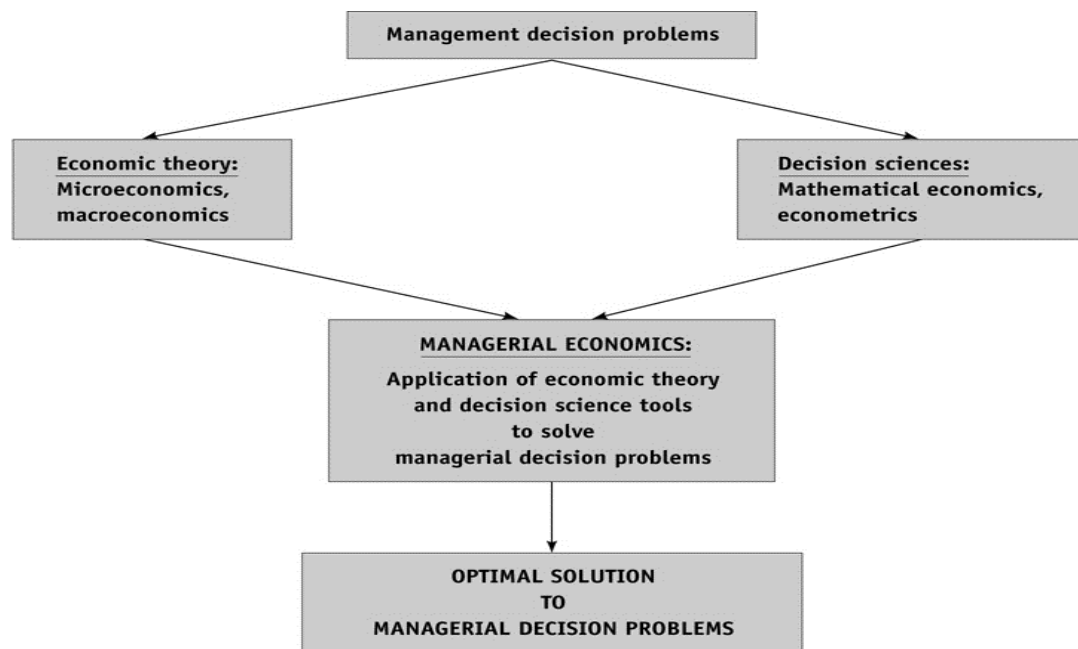 Management decision problems
Economic theory:
Microeconomics,
macroeconomics
Decision sciences:
Mathematical economics,
econometrics
MANAGERIAL ECONOMICS:
Application of economic theory
and decision science tools
to solve
managerial decision problems
OPTIMAL SOLUTION
TO
MANAGERIAL DECISION PROBLEMS